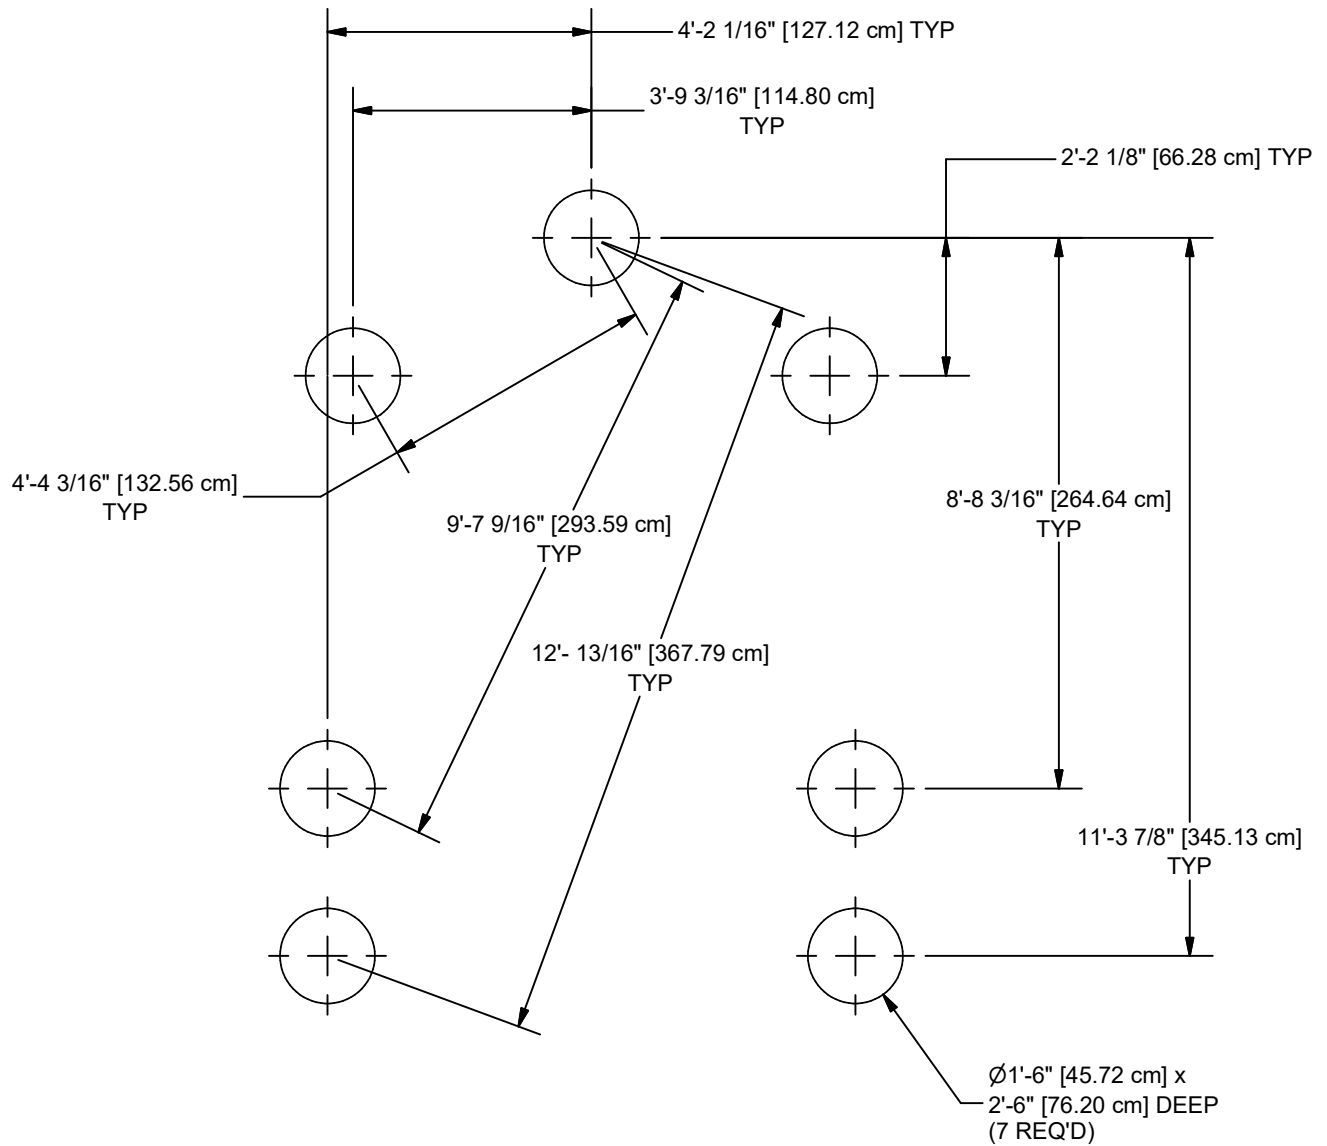 4'-2 1/16" [127.12 cm] TYP
3'-9 3/16" [114.80 cm]
TYP
2'-2 1/8" [66.28 cm] TYP
4'-4 3/16" [132.56 cm]
TYP
8'-8 3/16" [264.64 cm]
TYP
9'-7 9/16" [293.59 cm]
TYP
12'- 13/16" [367.79 cm]
TYP
11'-3 7/8" [345.13 cm]
TYP
Ø1'-6" [45.72 cm] x
2'-6" [76.20 cm] DEEP
(7 REQ'D)